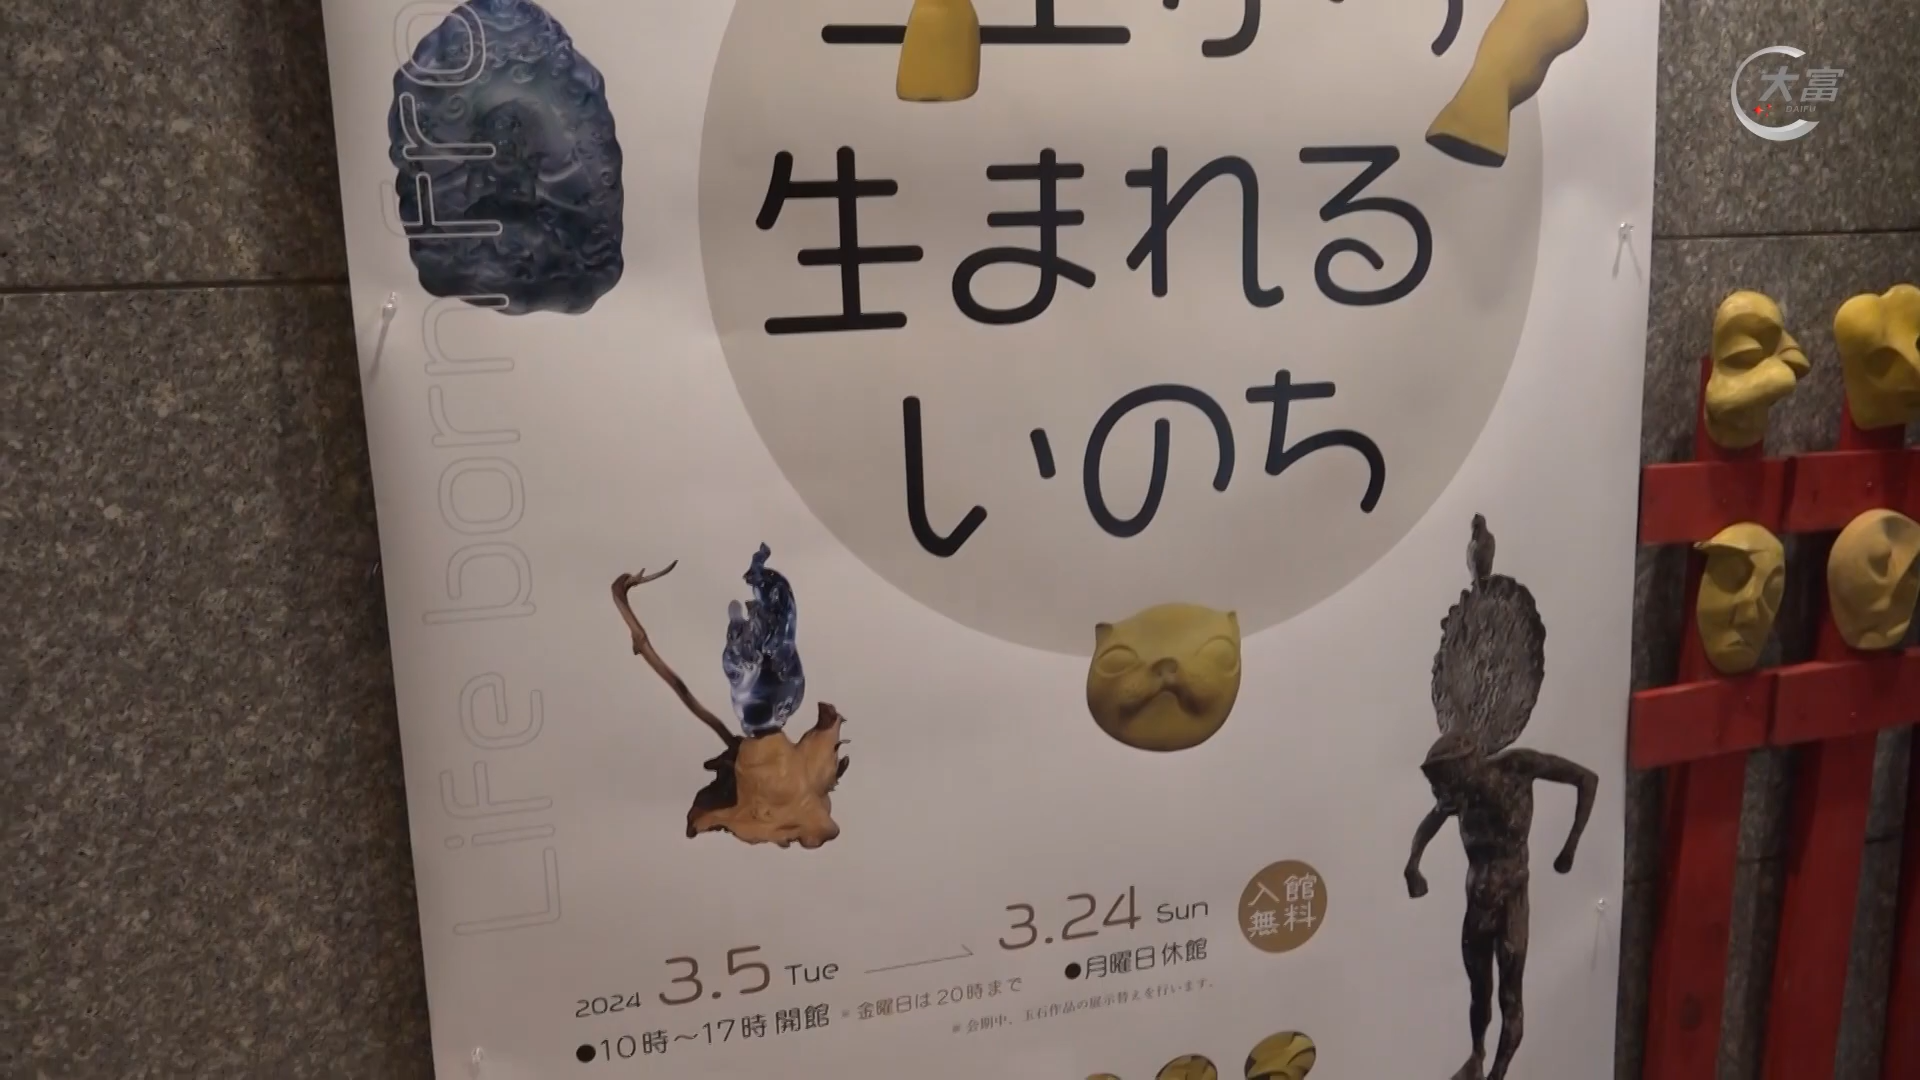 生まれる
いのち
Life born fro
2024 3.5 Tue
3.24 Sun
入館
無料
●10時～17時開館 ※金曜日は20時まで
●月曜日休館
※会期中、玉石作品の展示替えを行います。
大富
DAIFU